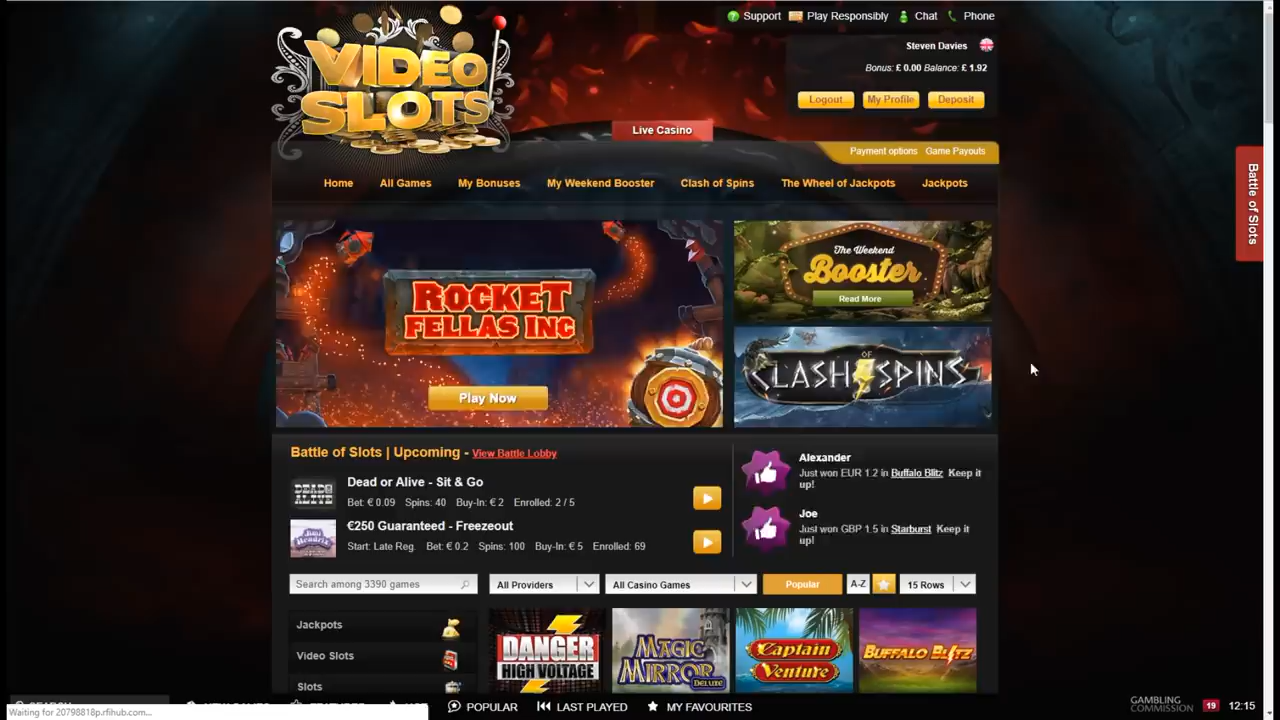 Support Play Responsibly Chat Phone
VIDEO
SLOTS
Steven Davies
Bonus: £ 0.00 Balance: £ 1.92
Logout My Profile Deposit
Live Casino
Payment options Game Payouts
Home All Games My Bonuses My Weekend Booster Clash of Spins The Wheel of Jackpots Jackpots
Battle of Slots
ROCKET
FELLAS INC
Play Now
The Weekend
Booster
Read More
CLASH OF SPINS
Battle of Slots | Upcoming - View Battle Lobby
DEAD OR ALIVE
Dead or Alive - Sit & Go
Bet: € 0.09 Spins: 40 Buy-In: € 2 Enrolled: 2 / 5
Jimi Hendrix
€250 Guaranteed - Freezeout
Start: Late Reg. Bet: € 0.2 Spins: 100 Buy-In: € 5 Enrolled: 69
Alexander
Just won EUR 1.2 in Buffalo Blitz Keep it
up!
Joe
Just won GBP 1.5 in Starburst Keep it
up!
Search among 3390 games All Providers All Casino Games Popular A-Z 15 Rows
Jackpots
Video Slots
Slots
DANGER
HIGH VOLTAGE
MAGIC
MIRROR
DELUXE
Captain
Venture
BUFFALO BLITZ
POPULAR LAST PLAYED MY FAVOURITES
GAMBLING
COMMISSION
19 12:15
Waiting for 20798818p.rfihub.com...